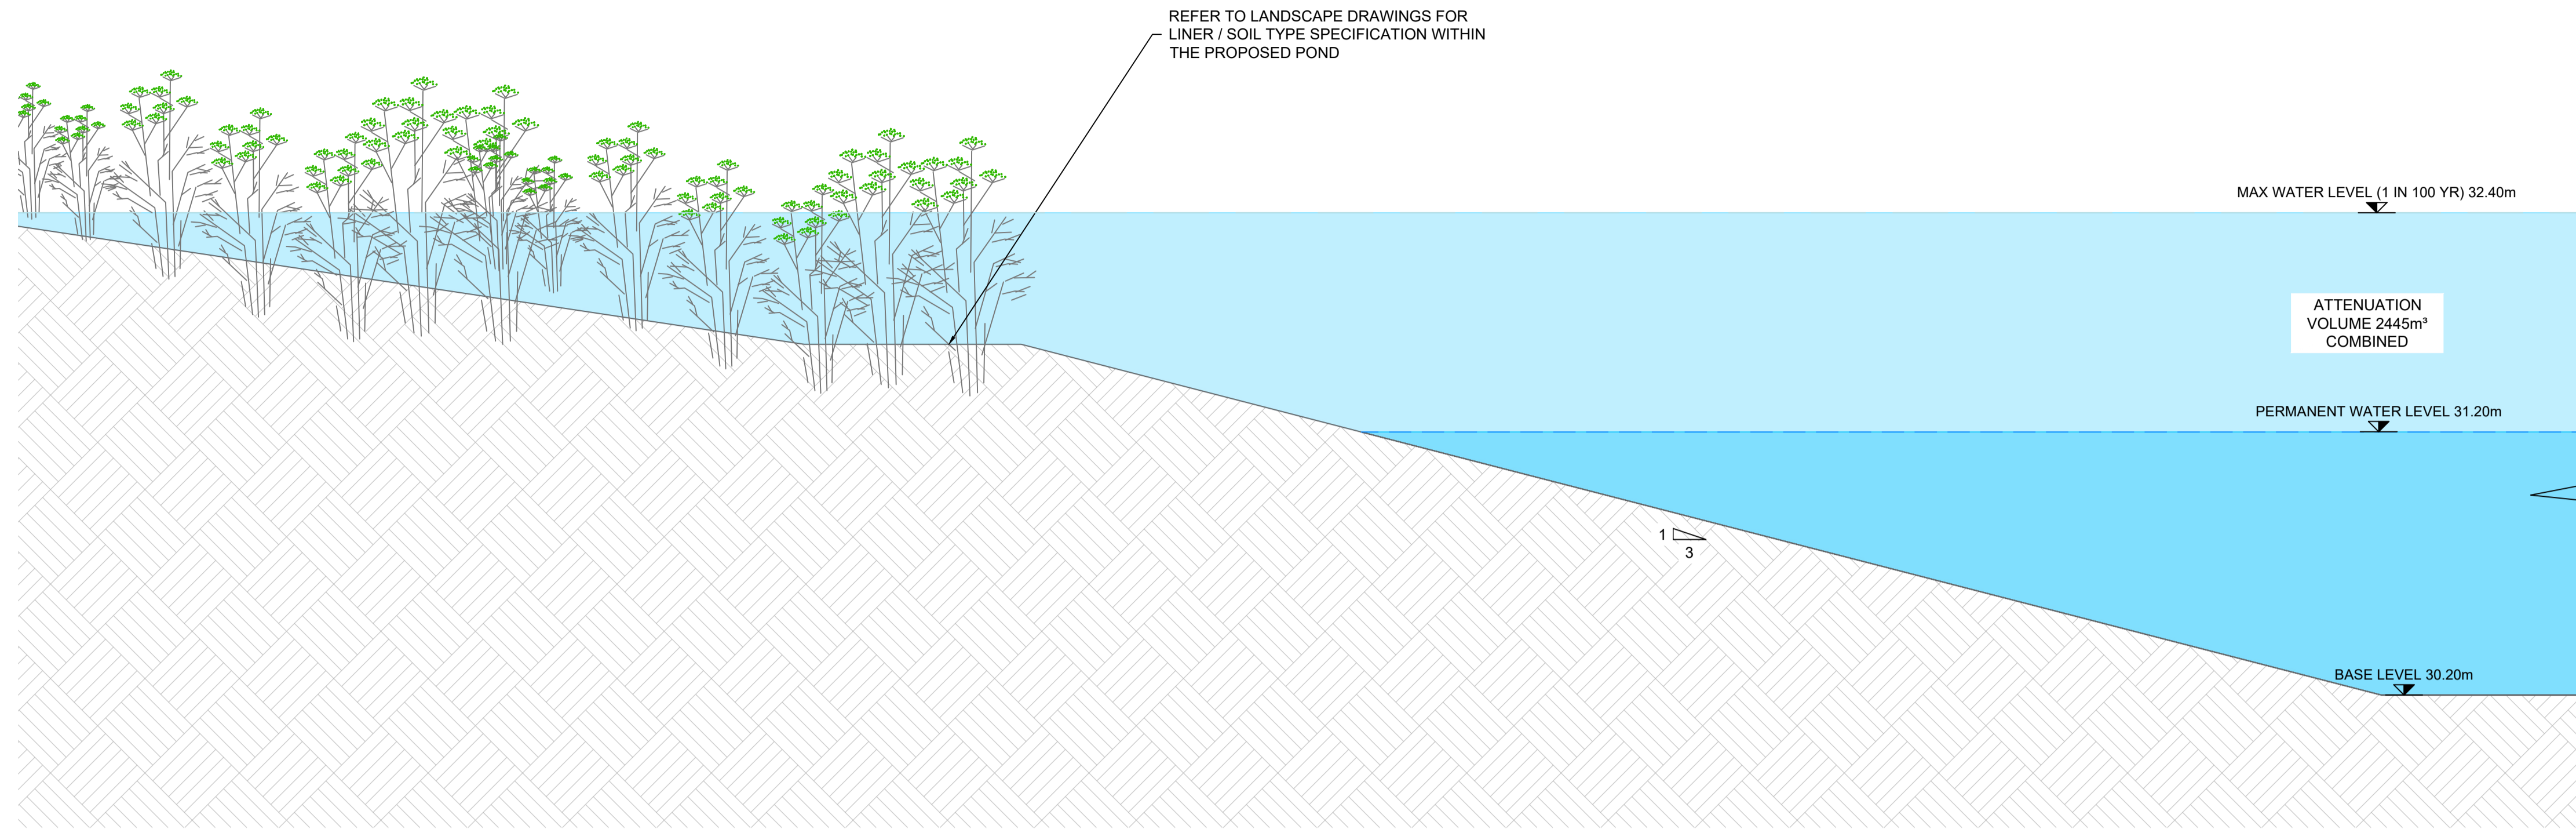 REFER TO LANDSCAPE DRAWINGS FOR
LINER / SOIL TYPE SPECIFICATION WITHIN
THE PROPOSED POND
MAX WATER LEVEL (1 IN 100 YR) 32.40m
ATTENUATION
VOLUME 2445m³
COMBINED
PERMANENT WATER LEVEL 31.20m
1
3
BASE LEVEL 30.20m